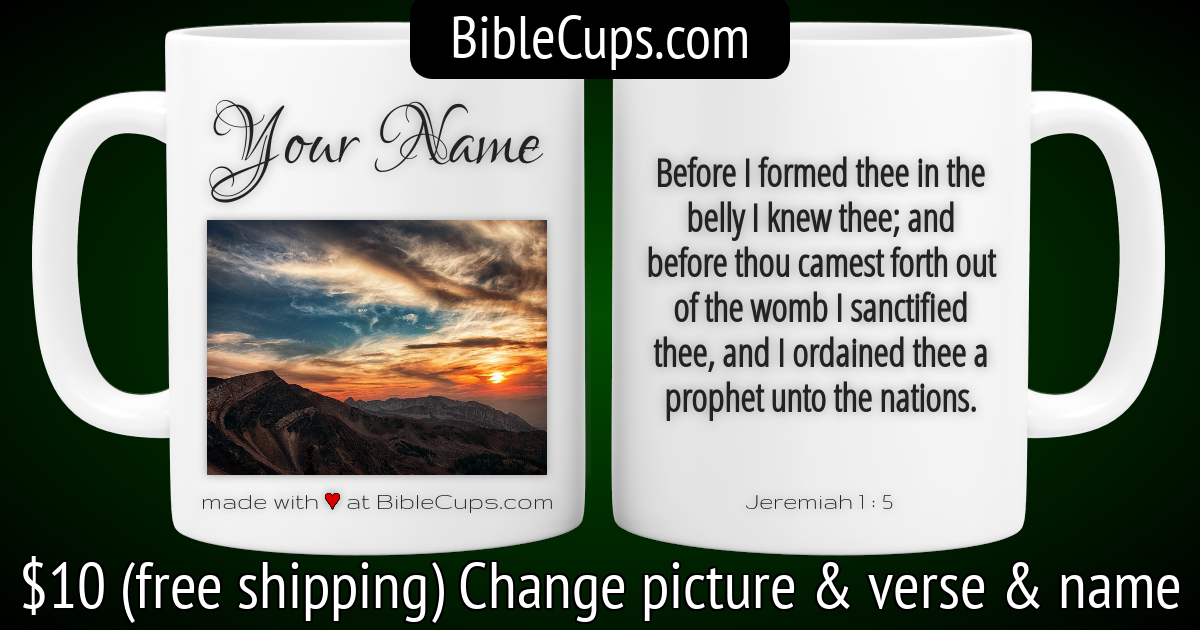 BibleCups.com
Your Name
made with ♥ at BibleCups.com
Before I formed thee in the
belly I knew thee; and
before thou camest forth out
of the womb I sanctified
thee, and I ordained thee a
prophet unto the nations.
Jeremiah 1 : 5
$10 (free shipping) Change picture & verse & name